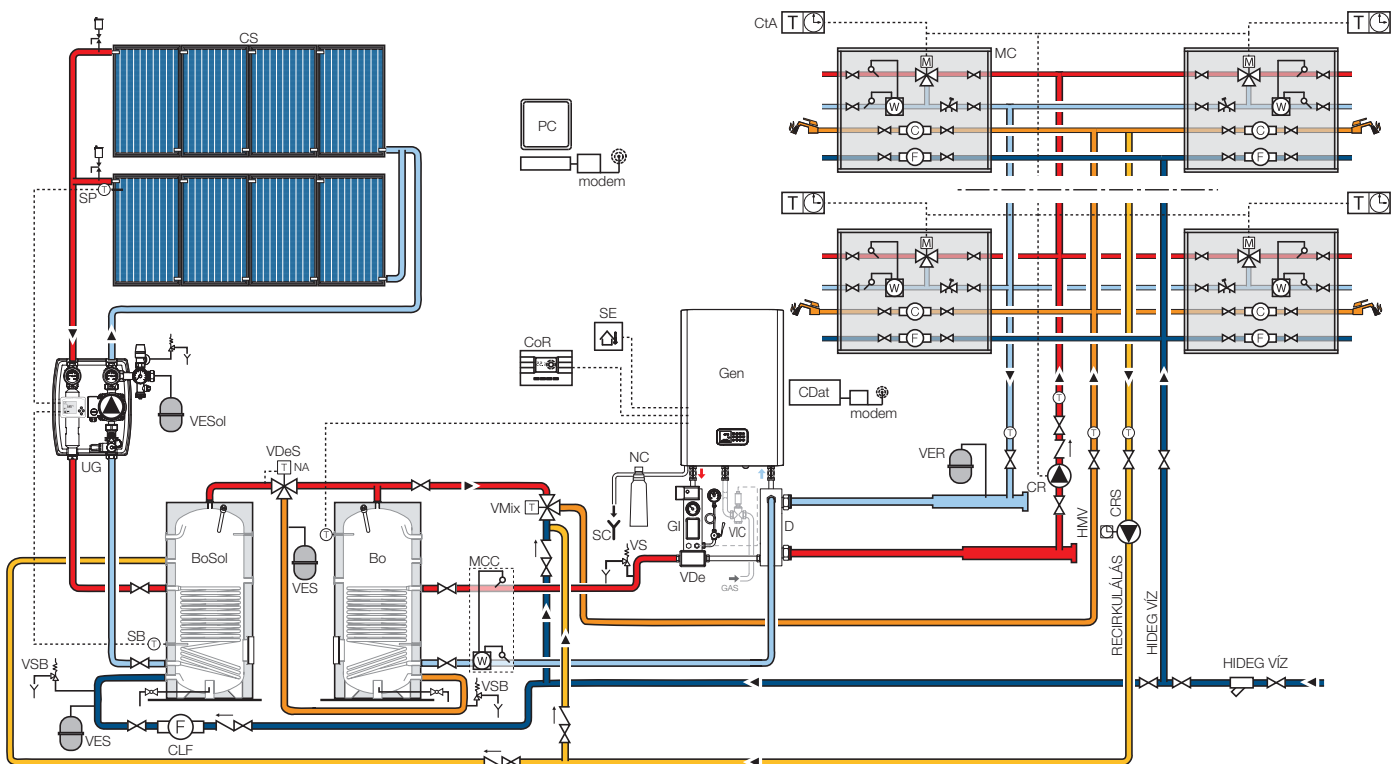 CS
CtA
T
T
MC
M
M
W
W
C
C
F
F
PC
modem
SP
T
T
T
M
M
W
W
C
C
F
F
SE
CoR
Gen
CDat
modem
VESol
UG
VDeS
T
NA
NC
VER
T
T
T
T
CR
CRS
HMV
VMix
T
SC
GI
VIC
D
VS
VDe
GAS
BoSol
Bo
T
VES
MCC
W
SB
T
VSB
VSB
VES
F
CLF
RECIRKULÁLÁS
HIDEG VÍZ
HIDEG VÍZ